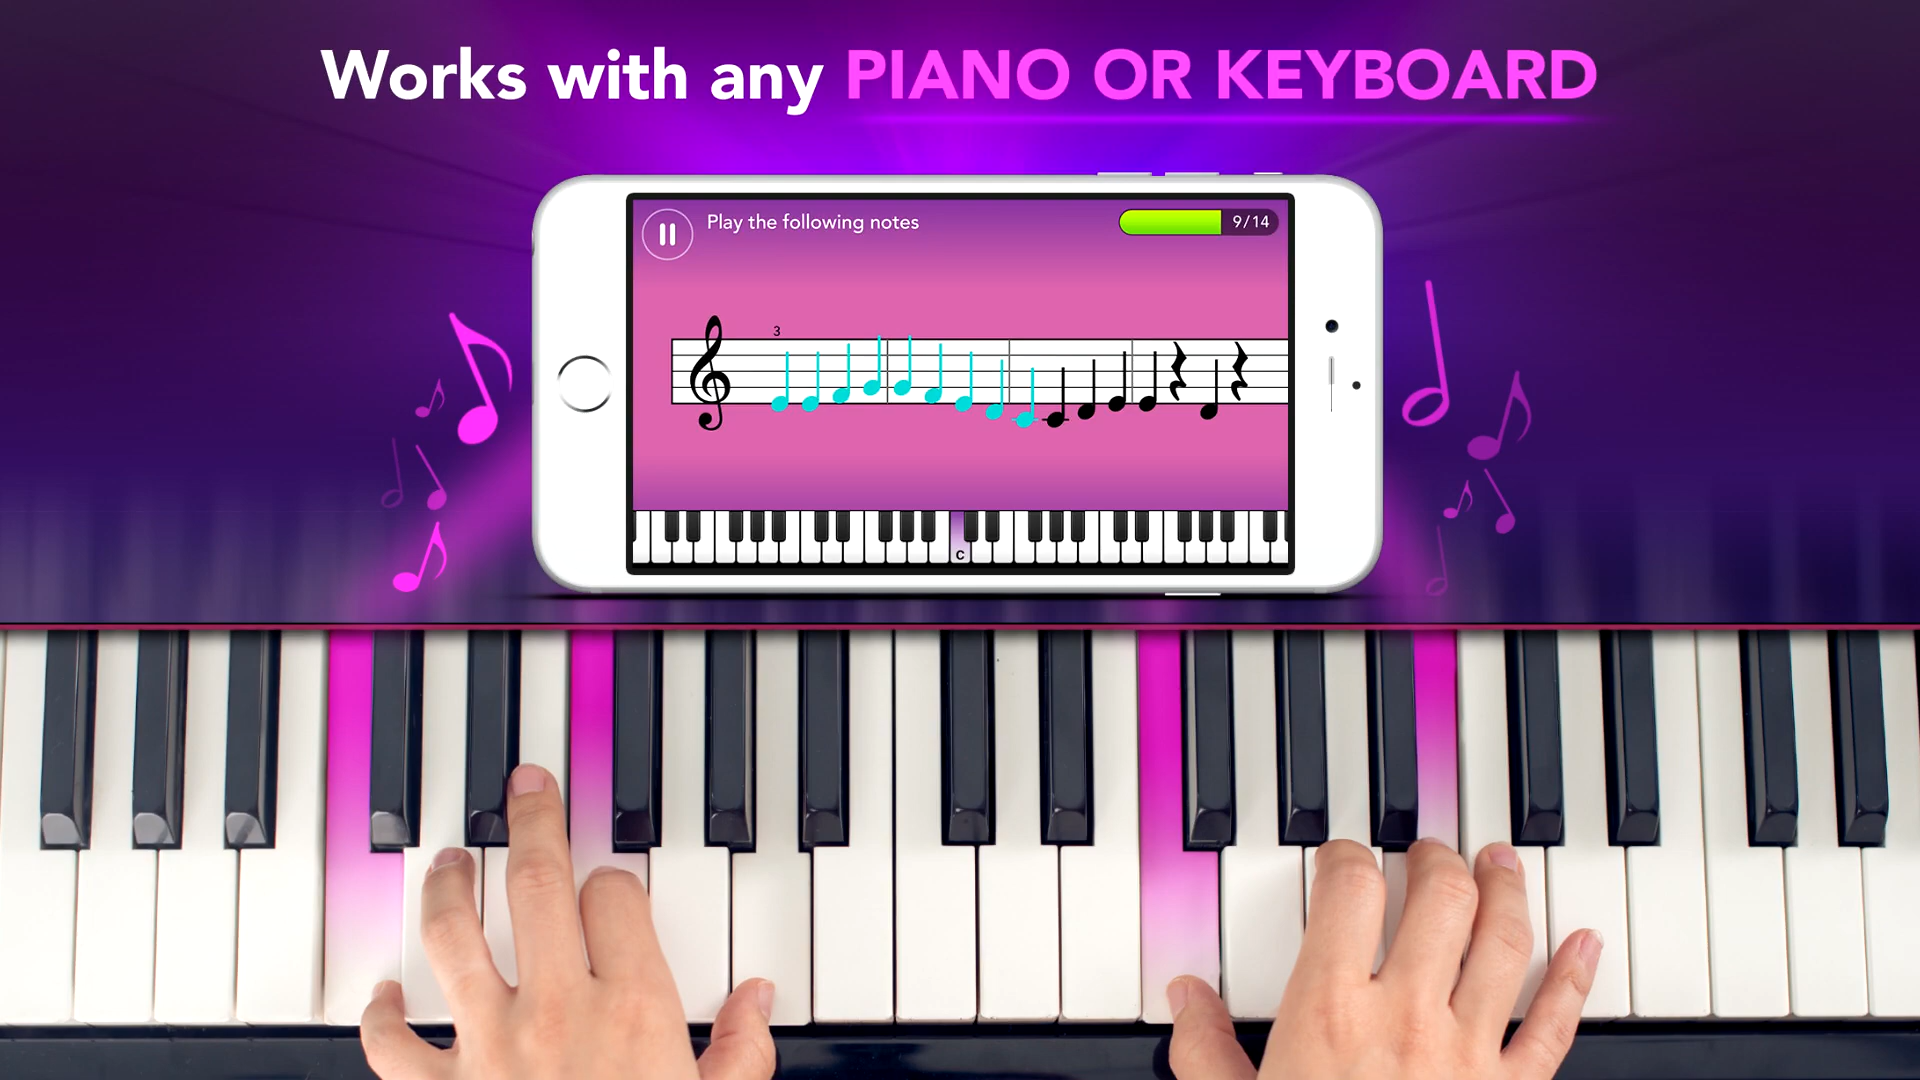 Works with any PIANO OR KEYBOARD
Play the following notes
9/14
3
C